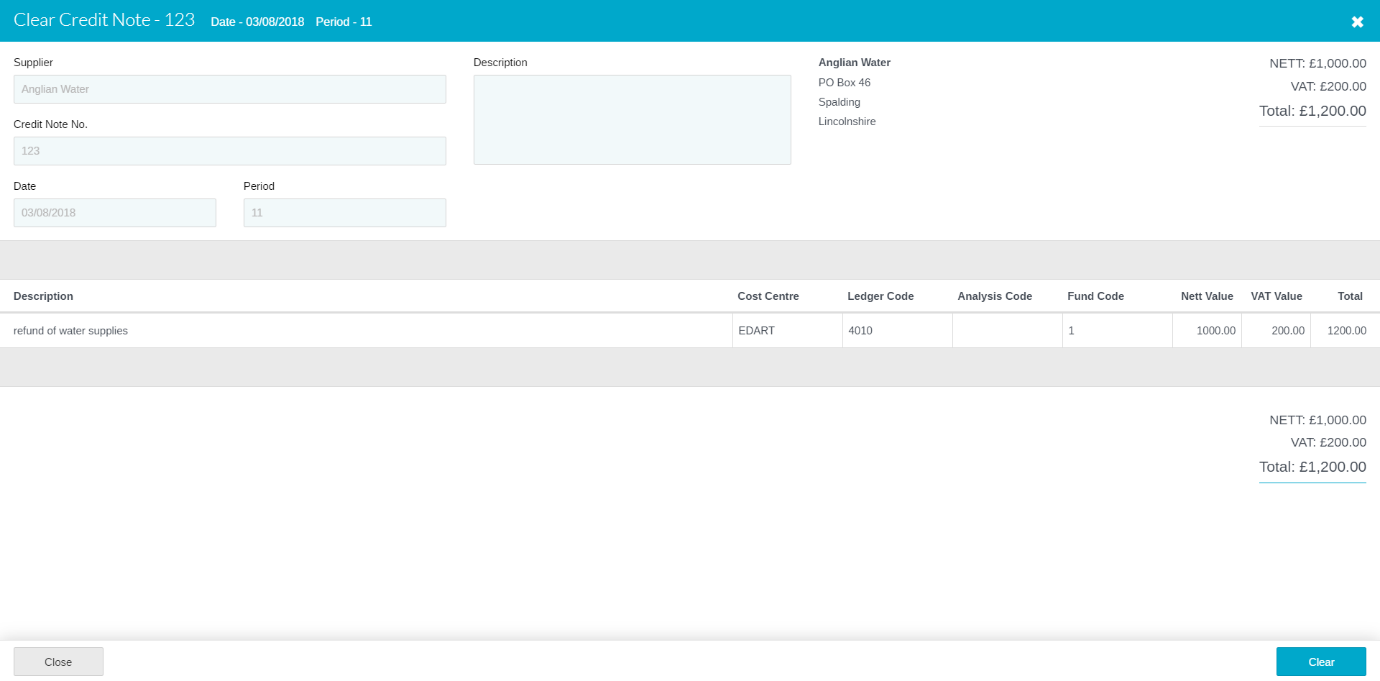 Clear Credit Note - 123 Date - 03/08/2018 Period - 11
Supplier
Anglian Water
Credit Note No.
123
Date Period
03/08/2018 11
Description
Anglian Water
PO Box 46
Spalding
Lincolnshire
NETT: £1,000.00
VAT: £200.00
Total: £1,200.00
Description Cost Centre Ledger Code Analysis Code Fund Code Nett Value VAT Value Total
refund of water supplies EDART 4010 1 1000.00 200.00 1200.00
NETT: £1,000.00
VAT: £200.00
Total: £1,200.00
Close Clear